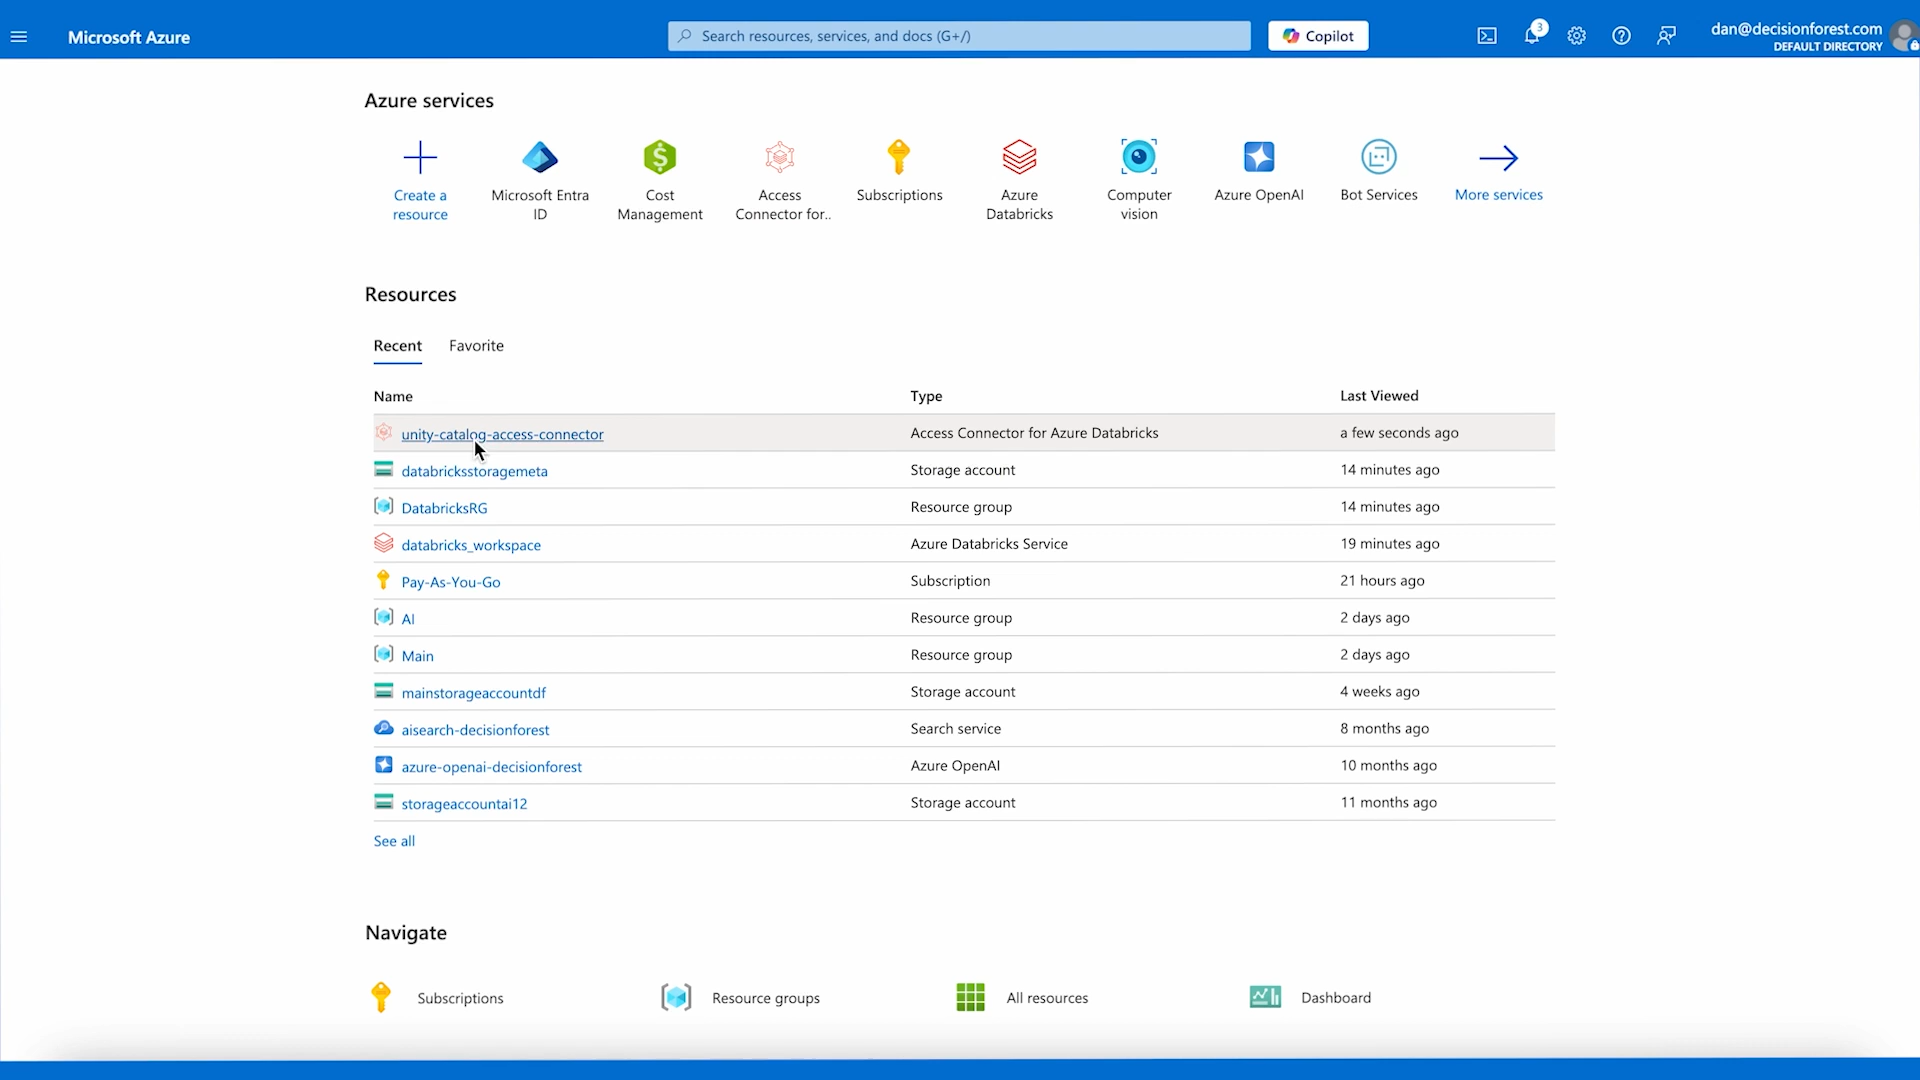 Microsoft Azure
Search resources, services, and docs (G+/)
Copilot
3
dan@decisionforest.com
DEFAULT DIRECTORY
Azure services
Create a
resource
Microsoft Entra
ID
Cost
Management
Access
Connector for..
Subscriptions
Azure
Databricks
Computer
vision
Azure OpenAI
Bot Services
More services
Resources
Recent
Favorite
Name Type Last Viewed
unity-catalog-access-connector Access Connector for Azure Databricks a few seconds ago
databricksstoragemeta Storage account 14 minutes ago
DatabricksRG Resource group 14 minutes ago
databricks_workspace Azure Databricks Service 19 minutes ago
Pay-As-You-Go Subscription 21 hours ago
AI Resource group 2 days ago
Main Resource group 2 days ago
mainstorageaccountdf Storage account 4 weeks ago
aisearch-decisionforest Search service 8 months ago
azure-openai-decisionforest Azure OpenAI 10 months ago
storageaccountai12 Storage account 11 months ago
See all
Navigate
Subscriptions
Resource groups
All resources
Dashboard